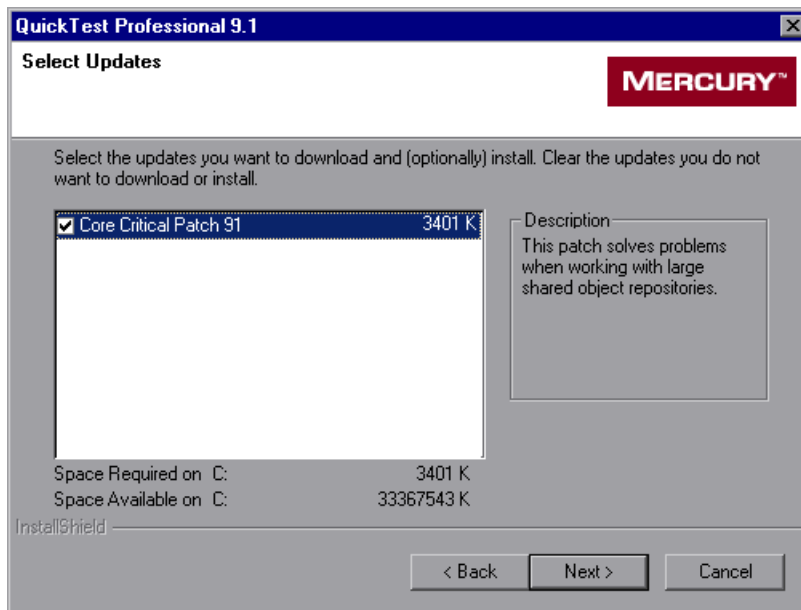 QuickTest Professional 9.1
Select Updates
MERCURY™
Select the updates you want to download and (optionally) install. Clear the updates you do not
want to download or install.
Core Critical Patch 91 3401 K
Description
This patch solves problems
when working with large
shared object repositories.
Space Required on C: 3401 K
Space Available on C: 33367543 K
InstallShield
< Back Next > Cancel